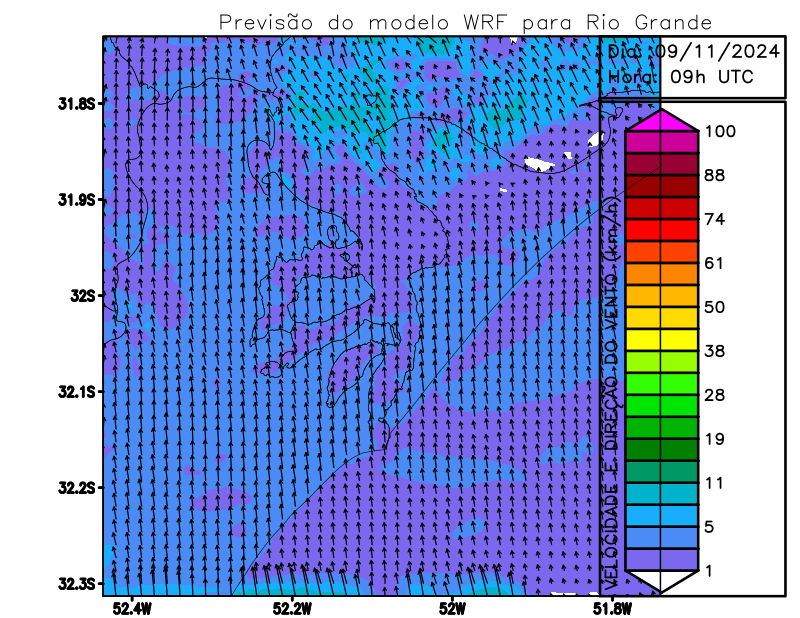 Previsão do modelo WRF para Rio Grande
Dia: 09/11/2024
Hora: 09h UTC
31.8S
31.9S
32S
32.1S
32.2S
32.3S
52.4W
52.2W
52W
51.8W
VELOCIDADE E DIREÇÃO DO VENTO (km/h)
100
88
74
61
50
38
28
19
11
5
1